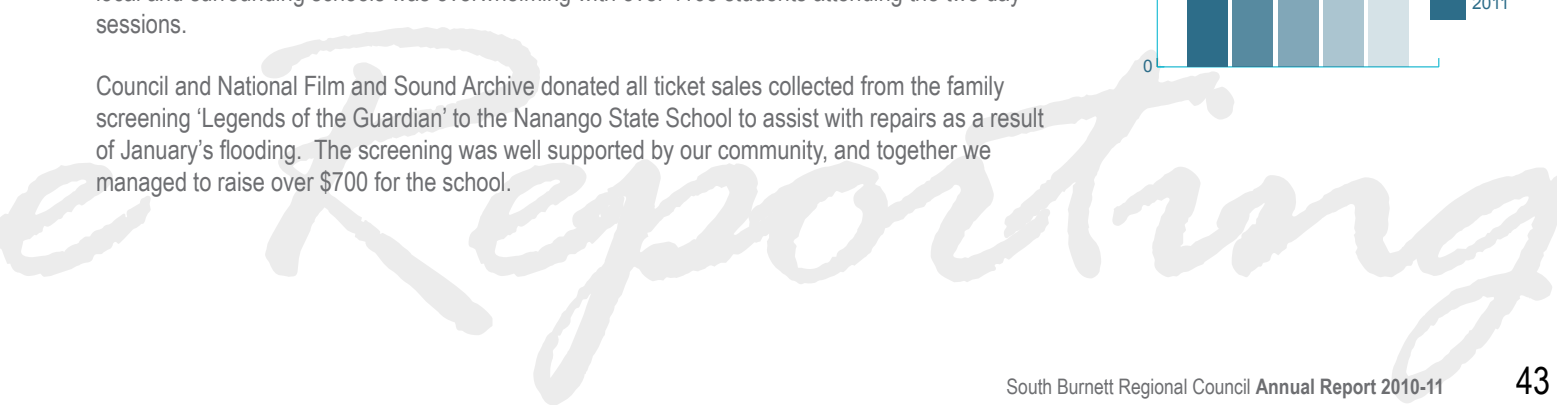 sessions.
Council and National Film and Sound Archive donated all ticket sales collected from the family
screening ‘Legends of the Guardian’ to the Nanango State School to assist with repairs as a result
of January’s flooding.  The screening was well supported by our community, and together we
managed to raise over $700 for the school.
2011
0
e Reporting
South Burnett Regional Council Annual Report 2010-11 43